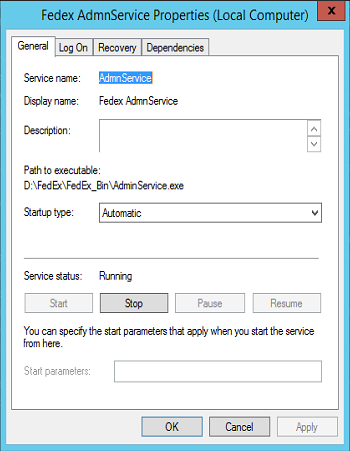 Fedex AdmnService Properties (Local Computer)
x
General Log On Recovery Dependencies
Service name: AdmnService
Display name: Fedex AdmnService
Description:
Path to executable:
D:\FedEx\FedEx_Bin\AdminService.exe
Startup type: Automatic
Service status: Running
Start Stop Pause Resume
You can specify the start parameters that apply when you start the service
from here.
Start parameters:
OK Cancel Apply